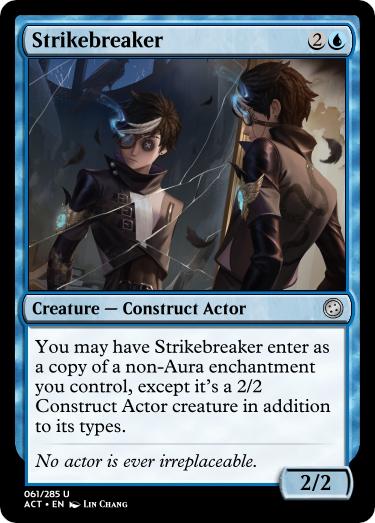 Strikebreaker 2
Creature — Construct Actor
You may have Strikebreaker enter as
a copy of a non-Aura enchantment
you control, except it's a 2/2
Construct Actor creature in addition
to its types.
No actor is ever irreplaceable.
2/2
061/285 U
ACT • EN Lin Chang